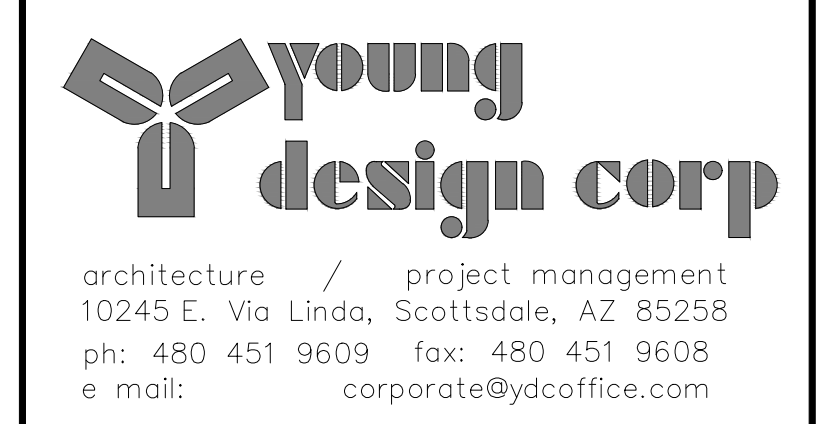 young
design corp
architecture / project management
10245 E. Via Linda, Scottsdale, AZ 85258
ph: 480 451 9609 fax: 480 451 9608
e mail: corporate@ydcoffice.com